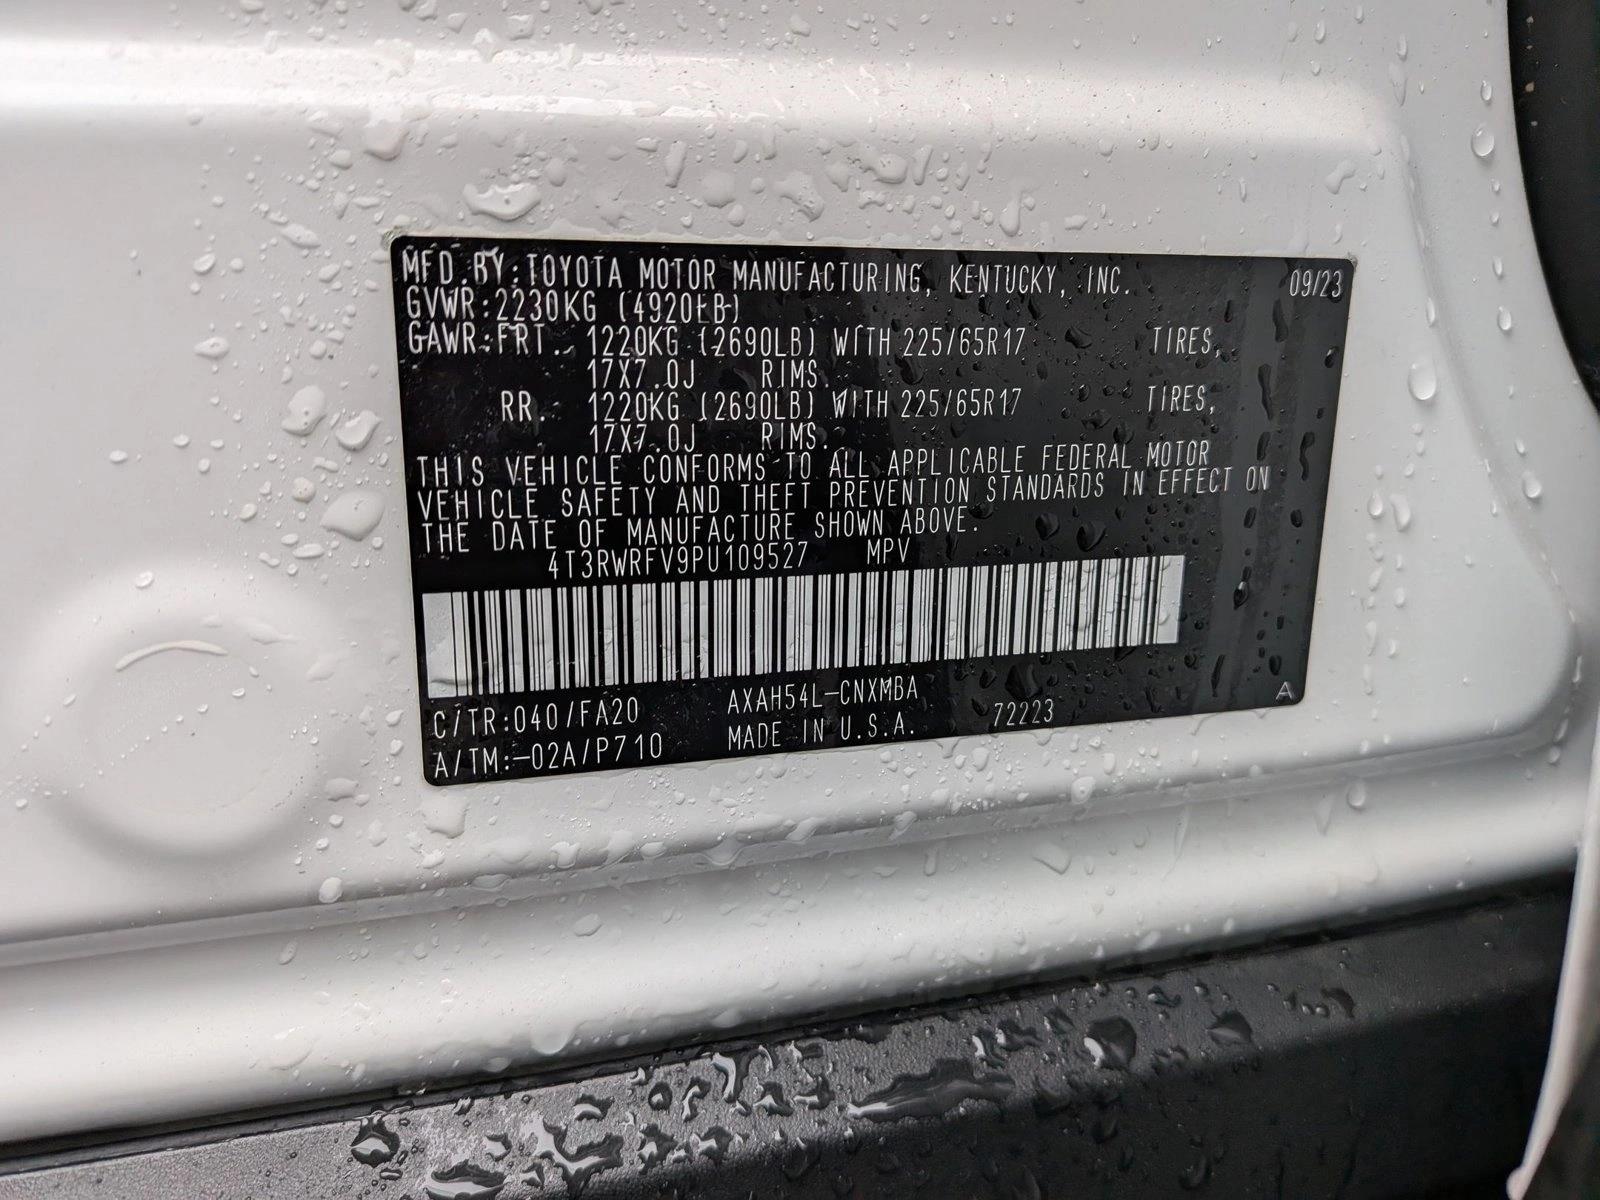 MFD.BY:TOYOTA MOTOR MANUFACTURING, KENTUCKY, INC. 09/23
GVWR:2230KG (4920LB)
GAWR:FRT. 1220KG (2690LB) WITH 225/65R17 TIRES,
17X7.0J RIMS.
RR. 1220KG (2690LB) WITH 225/65R17 TIRES,
17X7.0J RIMS.
THIS VEHICLE CONFORMS TO ALL APPLICABLE FEDERAL MOTOR
VEHICLE SAFETY AND THEFT PREVENTION STANDARDS IN EFFECT ON
THE DATE OF MANUFACTURE SHOWN ABOVE.
4T3RWRFV9PU109527 MPV
C/TR:040/FA20 AXAH54L-CNXMBA A
A/TM:-02A/P710 MADE IN U.S.A. 72223